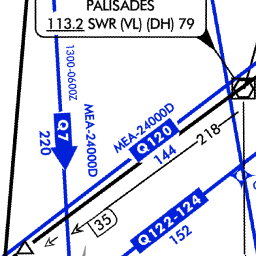 PALISADES
113.2 SWR (VL) (DH) 79
1300-0600Z
MEA-24000D
Q7
220
MEA-24000D
Q120
144
218
35
Q122-124
152